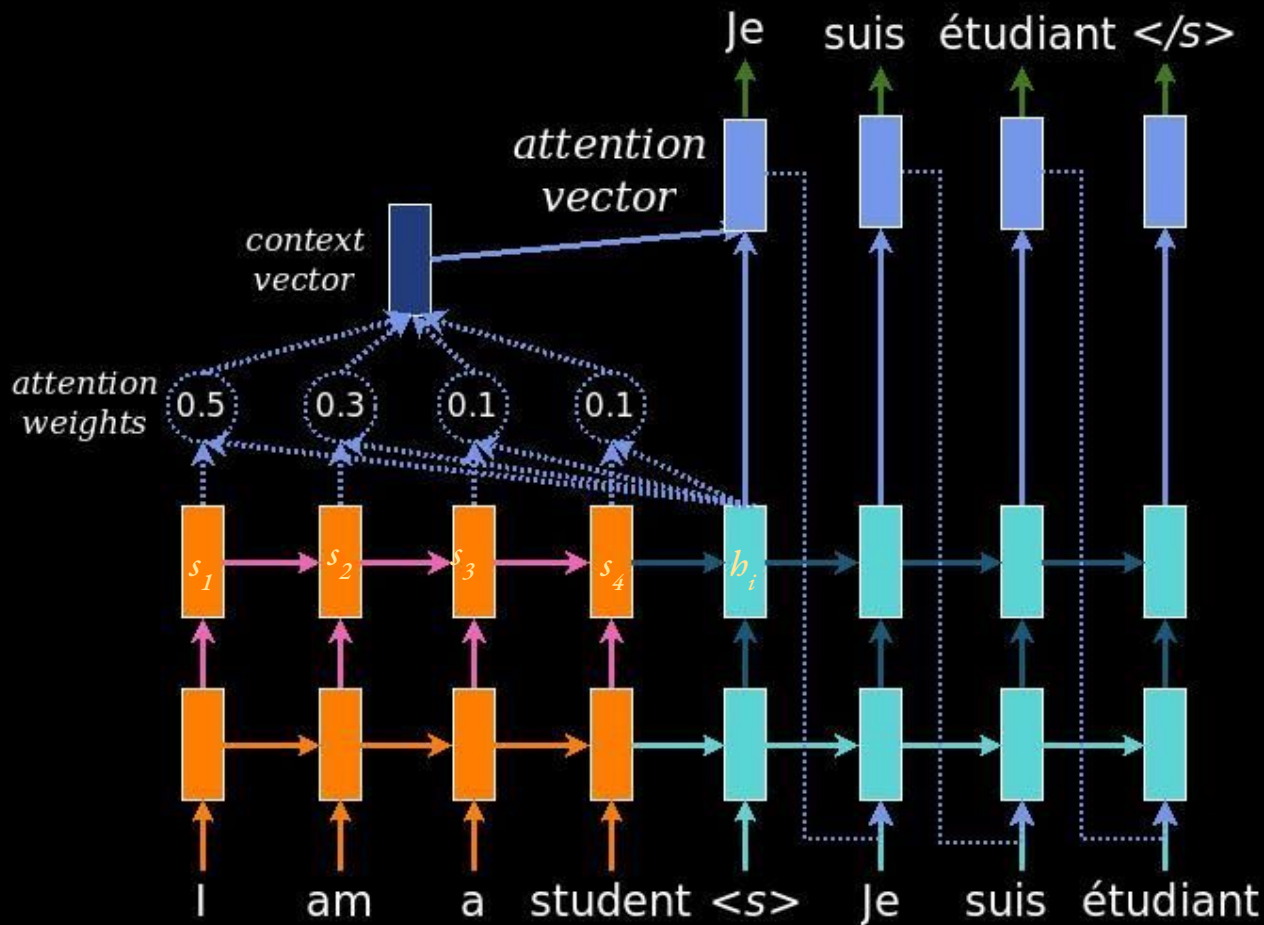 Je suis étudiant </s>
attention
vector
context
vector
attention
weights
0.5 0.3 0.1 0.1
s1 s2 s3 s4 hi
I am a student <s> Je suis étudiant